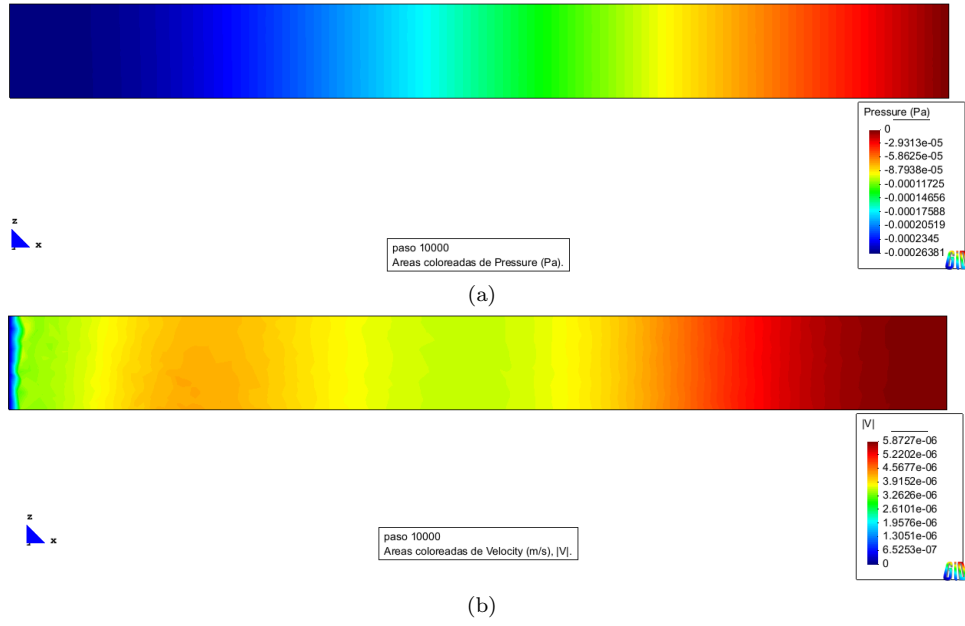 Pressure (Pa)
0
-2.9313e-05
-5.8625e-05
-8.7938e-05
-0.00011725
-0.00014656
-0.00017588
-0.00020519
-0.0002345
-0.00026381
z
x
paso 10000
Areas coloreadas de Pressure (Pa).
GiD
(a)
|V|
5.8727e-06
5.2202e-06
4.5677e-06
3.9152e-06
3.2626e-06
2.6101e-06
1.9576e-06
1.3051e-06
6.5253e-07
0
z
x
paso 10000
Areas coloreadas de Velocity (m/s), |V|.
GiD
(b)